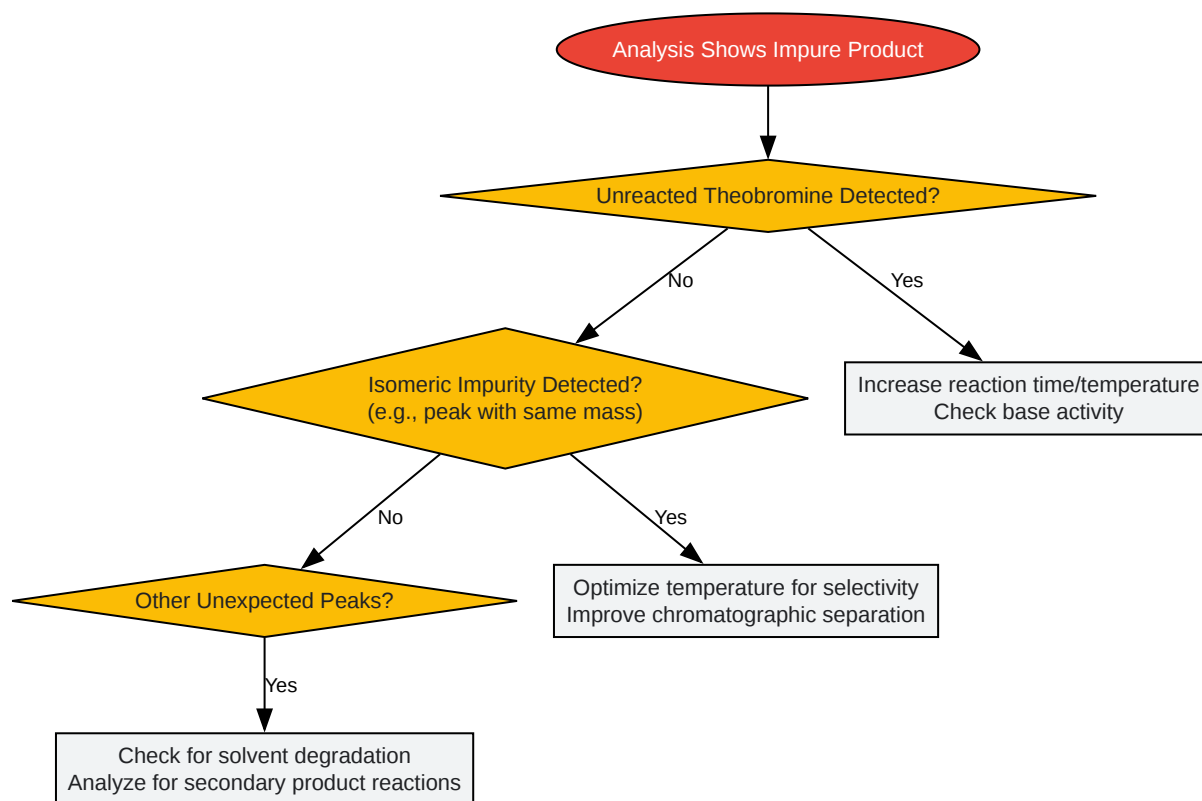 Analysis Shows Impure Product
Unreacted Theobromine Detected?
No
Yes
Isomeric Impurity Detected?
(e.g., peak with same mass)
Increase reaction time/temperature
Check base activity
No
Yes
Other Unexpected Peaks?
Optimize temperature for selectivity
Improve chromatographic separation
Yes
Check for solvent degradation
Analyze for secondary product reactions